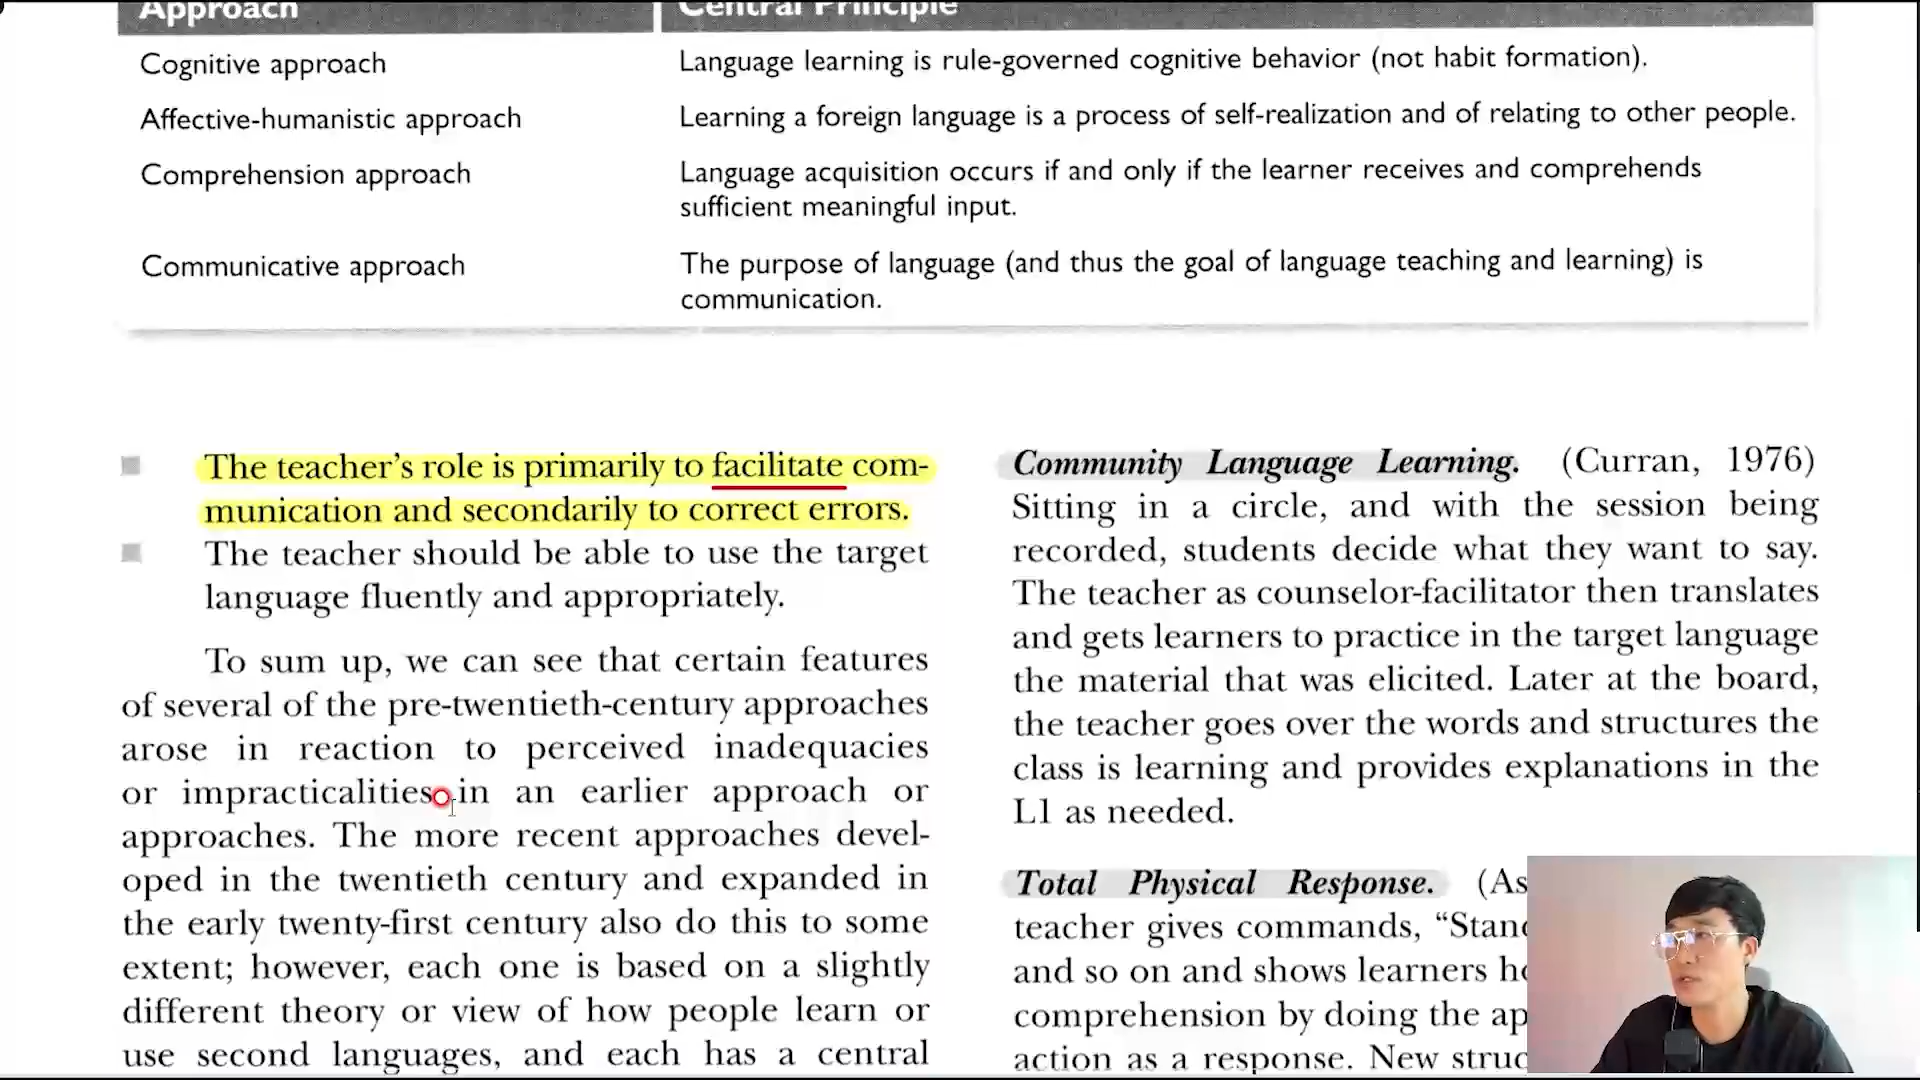 Approach
Central Principle
Cognitive approach
Language learning is rule-governed cognitive behavior (not habit formation).
Affective-humanistic approach
Learning a foreign language is a process of self-realization and of relating to other people.
Comprehension approach
Language acquisition occurs if and only if the learner receives and comprehends
sufficient meaningful input.
Communicative approach
The purpose of language (and thus the goal of language teaching and learning) is
communication.
The teacher's role is primarily to facilitate com-
munication and secondarily to correct errors.
The teacher should be able to use the target
language fluently and appropriately.
To sum up, we can see that certain features
of several of the pre-twentieth-century approaches
arose in reaction to perceived inadequacies
or impracticalities in an earlier approach or
approaches. The more recent approaches devel-
oped in the twentieth century and expanded in
the early twenty-first century also do this to some
extent; however, each one is based on a slightly
different theory or view of how people learn or
use second languages, and each has a central
Community Language Learning. (Curran, 1976)
Sitting in a circle, and with the session being
recorded, students decide what they want to say.
The teacher as counselor-facilitator then translates
and gets learners to practice in the target language
the material that was elicited. Later at the board,
the teacher goes over the words and structures the
class is learning and provides explanations in the
L1 as needed.
Total Physical Response. (As
teacher gives commands, “Stand
and so on and shows learners ho
comprehension by doing the ap
action as a response. New struc